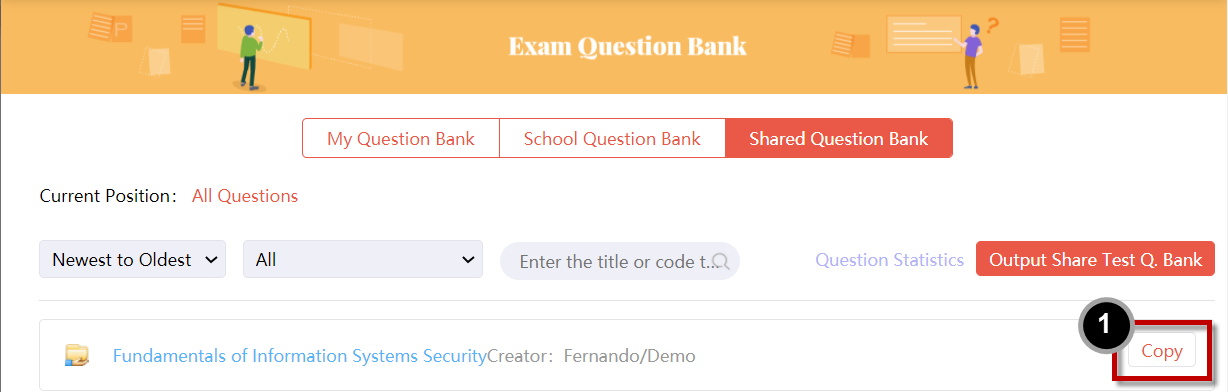 Exam Question Bank
My Question Bank School Question Bank Shared Question Bank
Current Position： All Questions
Newest to Oldest All Enter the title or code t... Question Statistics Output Share Test Q. Bank
1
Fundamentals of Information Systems SecurityCreator：Fernando/Demo Copy